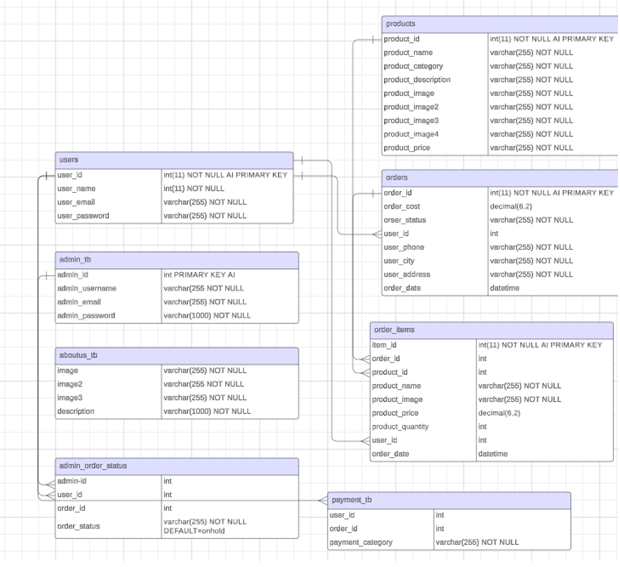 products
product_id int(11) NOT NULL AI PRIMARY KEY
product_name varchar(255) NOT NULL
product_category varchar(255) NOT NULL
product_description varchar(255) NOT NULL
product_image varchar(255) NOT NULL
product_image2 varchar(255) NOT NULL
product_image3 varchar(255) NOT NULL
product_image4 varchar(255) NOT NULL
product_price varchar(255) NOT NULL
users
user_id int(11) NOT NULL AI PRIMARY KEY
user_name int(11) NOT NULL
user_email varchar(255) NOT NULL
user_password varchar(255) NOT NULL
orders
order_id int(11) NOT NULL AI PRIMARY KEY
order_cost decimal(6,2)
orser_status varchar(255) NOT NULL
user_id int
user_phone varchar(255) NOT NULL
user_city varchar(255) NOT NULL
user_address varchar(255) NOT NULL
order_date datetime
admin_tb
admin_id int PRIMARY KEY AI
admin_username varchar(255 NOT NULL
admin_email varchar(255) NOT NULL
admin_password varchar(1000) NOT NULL
order_items
item_id int(11) NOT NULL AI PRIMARY KEY
order_id int
product_id int
product_name varchar(255) NOT NULL
product_image varchar(255) NOT NULL
product_price decimal(6,2)
product_quantity int
user_id int
order_date datetime
aboutus_tb
image varchar(255) NOT NULL
image2 varchar(255 NOT NULL
image3 varchar(255) NOT NULL
description varchar(1000) NOT NULL
admin_order_status
admin-id int
user_id int
order_id int
order_status varchar(255) NOT NULL
DEFAULT=onhold
payment_tb
user_id int
order_id int
payment_category varchar(255) NOT NULL